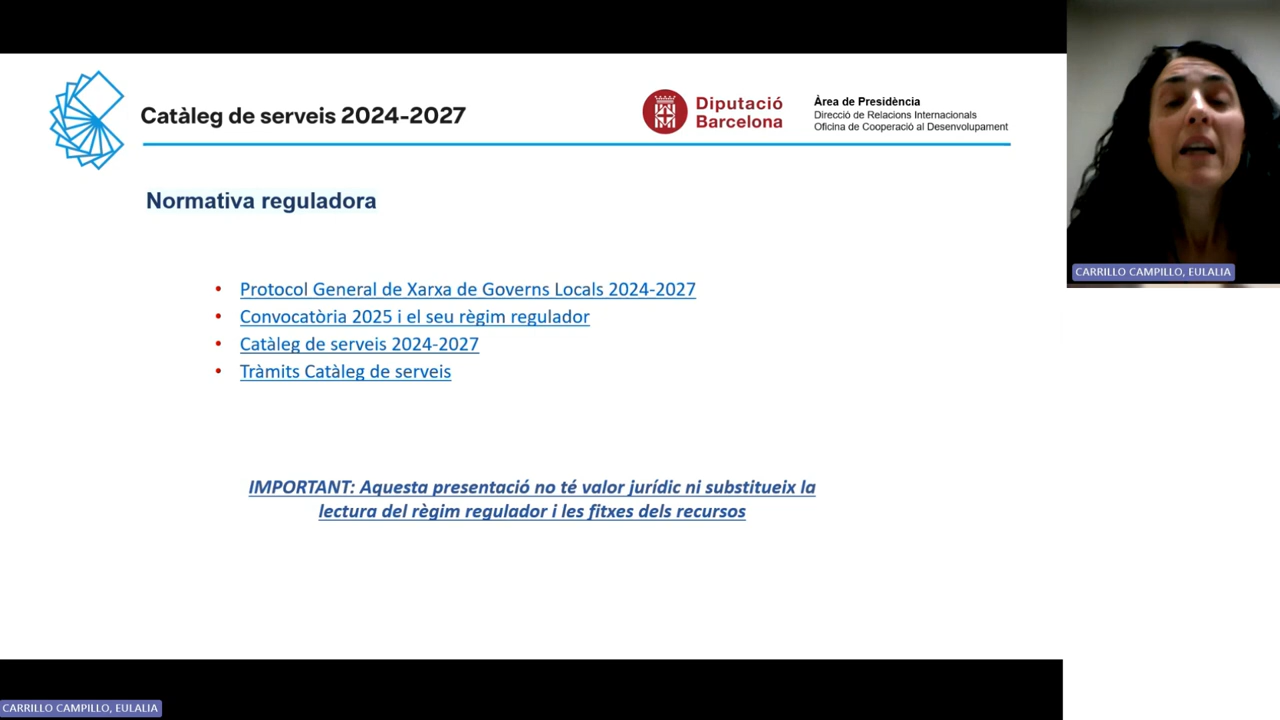 Catàleg de serveis 2024-2027
Diputació
Barcelona
Àrea de Presidència
Direcció de Relacions Internacionals
Oficina de Cooperació al Desenvolupament
Normativa reguladora
• Protocol General de Xarxa de Governs Locals 2024-2027
• Convocatòria 2025 i el seu règim regulador
• Catàleg de serveis 2024-2027
• Tràmits Catàleg de serveis
IMPORTANT: Aquesta presentació no té valor jurídic ni substitueix la
lectura del règim regulador i les fitxes dels recursos
CARRILLO CAMPILLO, EULALIA
CARRILLO CAMPILLO, EULALIA